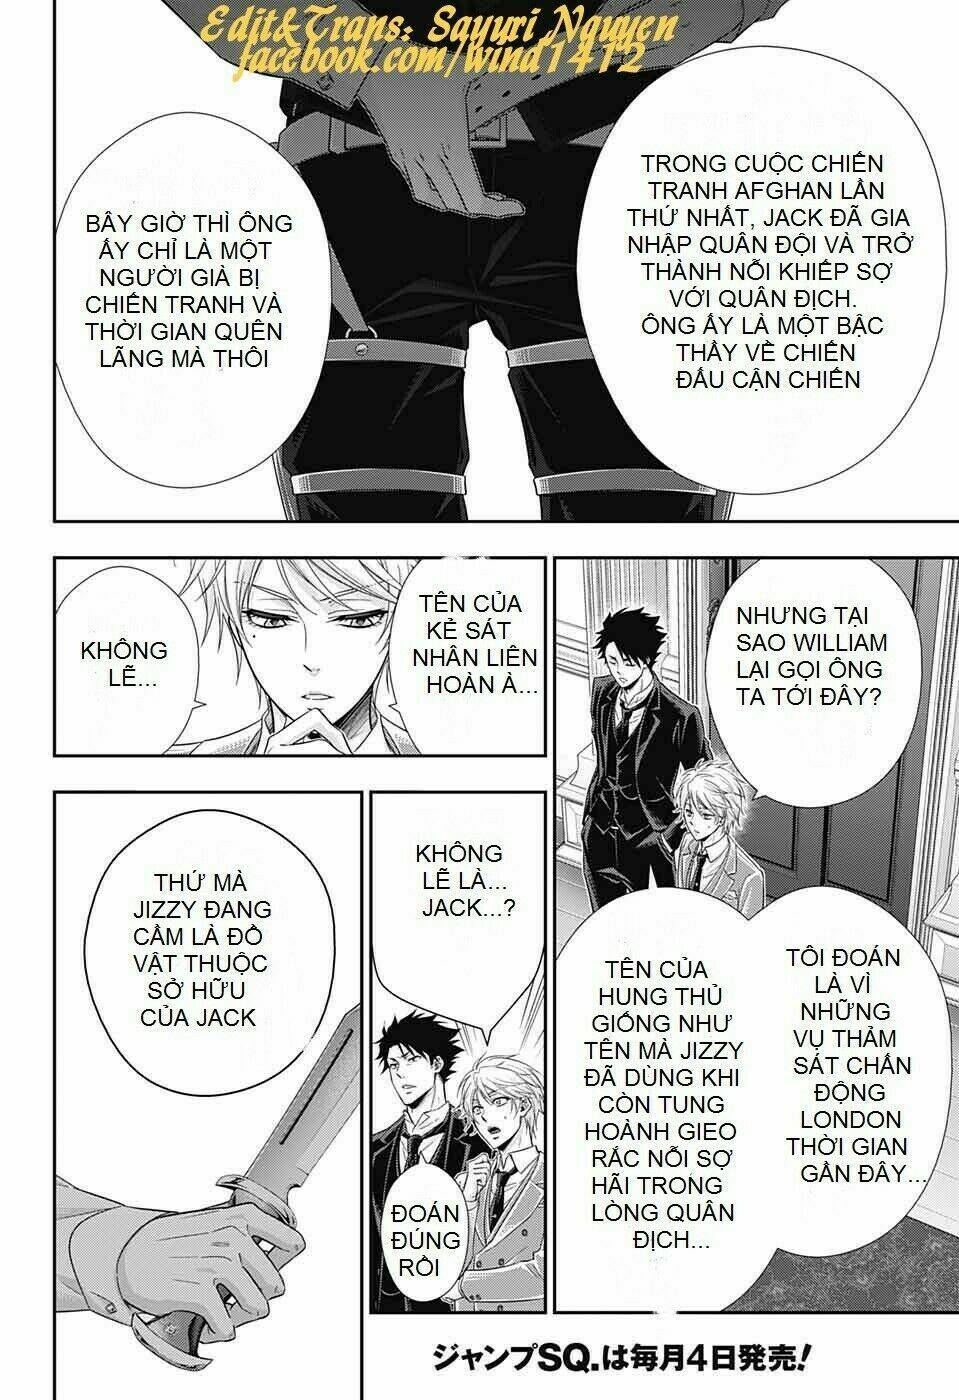 Edit&Trans: Sayuri Nguyen
facebook.com/wind1412
TRONG CUỘC CHIẾN
TRANH AFGHAN LẦN
THỨ NHẤT, JACK ĐÃ GIA
NHẬP QUÂN ĐỘI VÀ TRỞ
THÀNH NỖI KHIẾP SỢ
VỚI QUÂN ĐỊCH.
ÔNG ẤY LÀ MỘT BẬC
THẦY VỀ CHIẾN
ĐẤU CẬN CHIẾN
BÂY GIỜ THÌ ÔNG
ẤY CHỈ LÀ MỘT
NGƯỜI GIÀ BỊ
CHIẾN TRANH VÀ
THỜI GIAN QUÊN
LÃNG MÀ THÔI
NHƯNG TẠI
SAO WILLIAM
LẠI GỌI ÔNG
TA TỚI ĐÂY?
TÔI ĐOÁN
LÀ VÌ
NHỮNG
VỤ THẢM
SÁT CHẤN
ĐỘNG
LONDON
THỜI GIAN
GẦN ĐÂY...
TÊN CỦA
HUNG THỦ
GIỐNG NHƯ
TÊN MÀ JIZZY
ĐÃ DÙNG KHI
CÒN TUNG
HOÀNH GIEO
RẮC NỖI SỢ
HÃI TRONG
LÒNG QUÂN
ĐỊCH...
TÊN CỦA
KẺ SÁT
NHÂN LIÊN
HOÀN À...
KHÔNG
LẼ...
KHÔNG
LẼ LÀ...
JACK...?
ĐOÁN
ĐÚNG
RỒI
THỨ MÀ
JIZZY ĐANG
CẦM LÀ ĐỒ
VẬT THUỘC
SỞ HỮU
CỦA JACK
ジャンプSQ.は毎月4日発売!